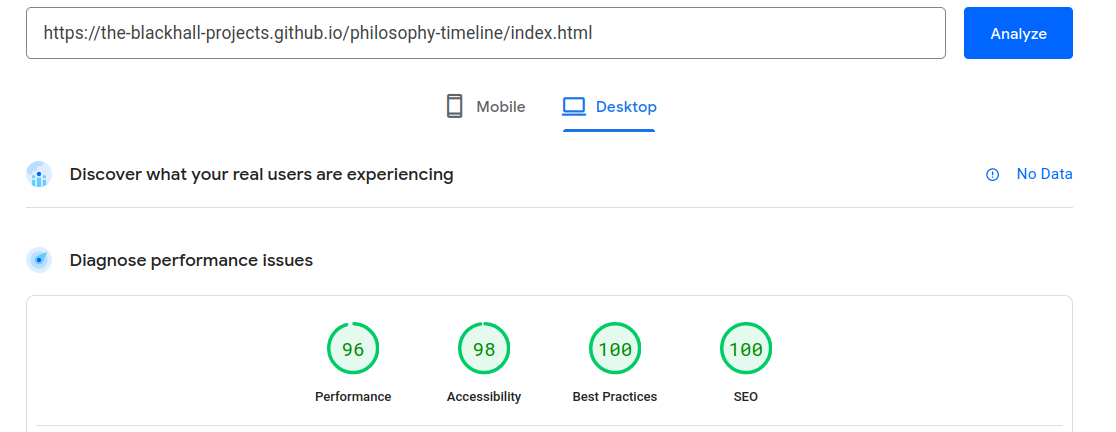 https://the-blackhall-projects.github.io/philosophy-timeline/index.html
Analyze
Mobile Desktop
Discover what your real users are experiencing
No Data
Diagnose performance issues
96 98 100 100
Performance Accessibility Best Practices SEO